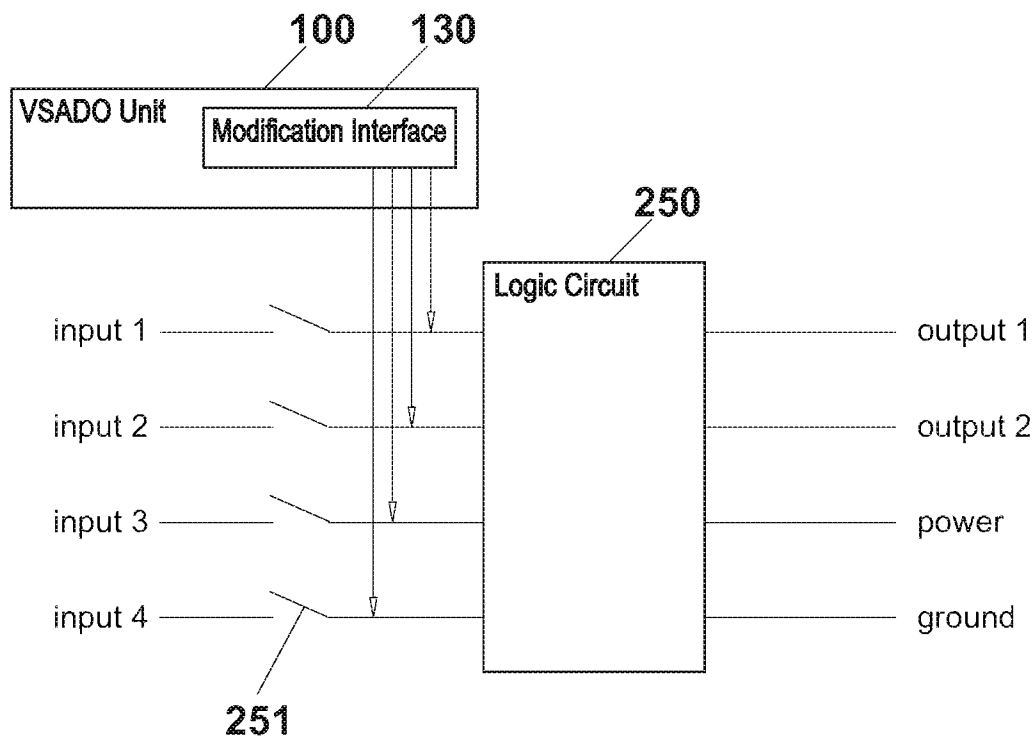 100
130
VSADO Unit
Modification Interface
250
Logic Circuit
input 1
output 1
input 2
output 2
input 3
power
input 4
ground
251